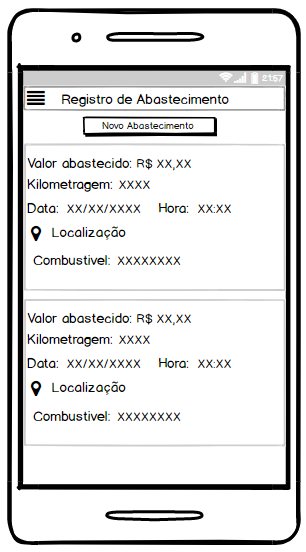 21:57
Registro de Abastecimento
Novo Abastecimento
Valor abastecido: R$ XX,XX
Kilometragem: XXXX
Data: XX/XX/XXXX Hora: XX:XX
Localização
Combustivel: XXXXXXXX
Valor abastecido: R$ XX,XX
Kilometragem: XXXX
Data: XX/XX/XXXX Hora: XX:XX
Localização
Combustivel: XXXXXXXX